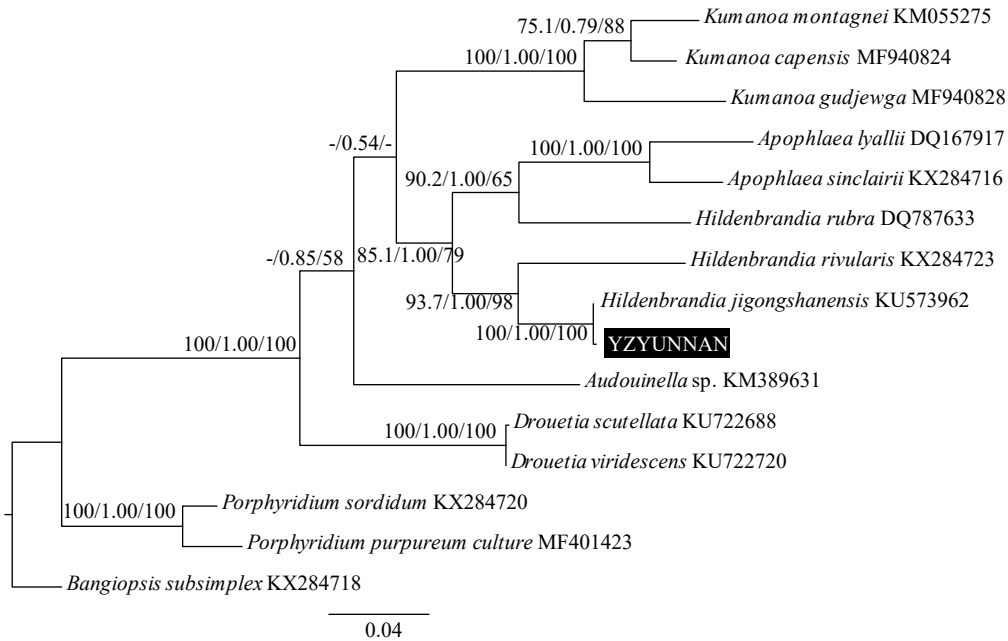 Kumanoa montagnei KM055275
75.1/0.79/88
100/1.00/100
Kumanoa capensis MF940824
Kumanoa gudjewga MF940828
-/0.54/-
Apophlaea lyallii DQ167917
100/1.00/100
90.2/1.00/65
Apophlaea sinclairii KX284716
Hildenbrandia rubra DQ787633
-/0.85/58
85.1/1.00/79
Hildenbrandia rivularis KX284723
93.7/1.00/98
Hildenbrandia jigongshanensis KU573962
100/1.00/100
YZYUNNAN
100/1.00/100
Audouinella sp. KM389631
Drouetia scutellata KU722688
100/1.00/100
Drouetia viridescens KU722720
Porphyridium sordidum KX284720
100/1.00/100
Porphyridium purpureum culture MF401423
Bangiopsis subsimplex KX284718
0.04